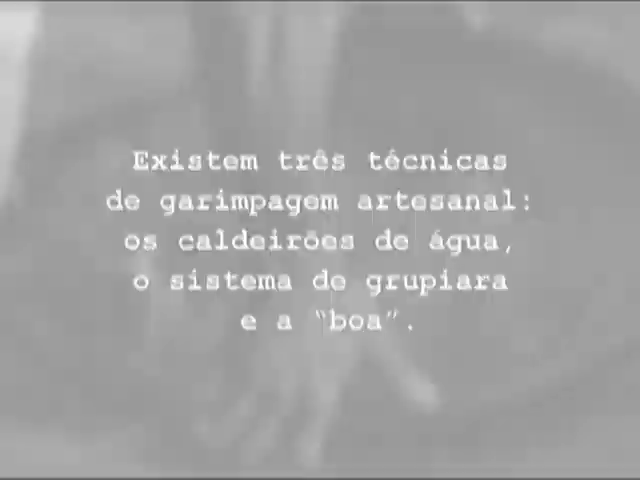 Existem três técnicas
de garimpagem artesanal:
os caldeirões de água,
o sistema de grupiara
e a “boa”.